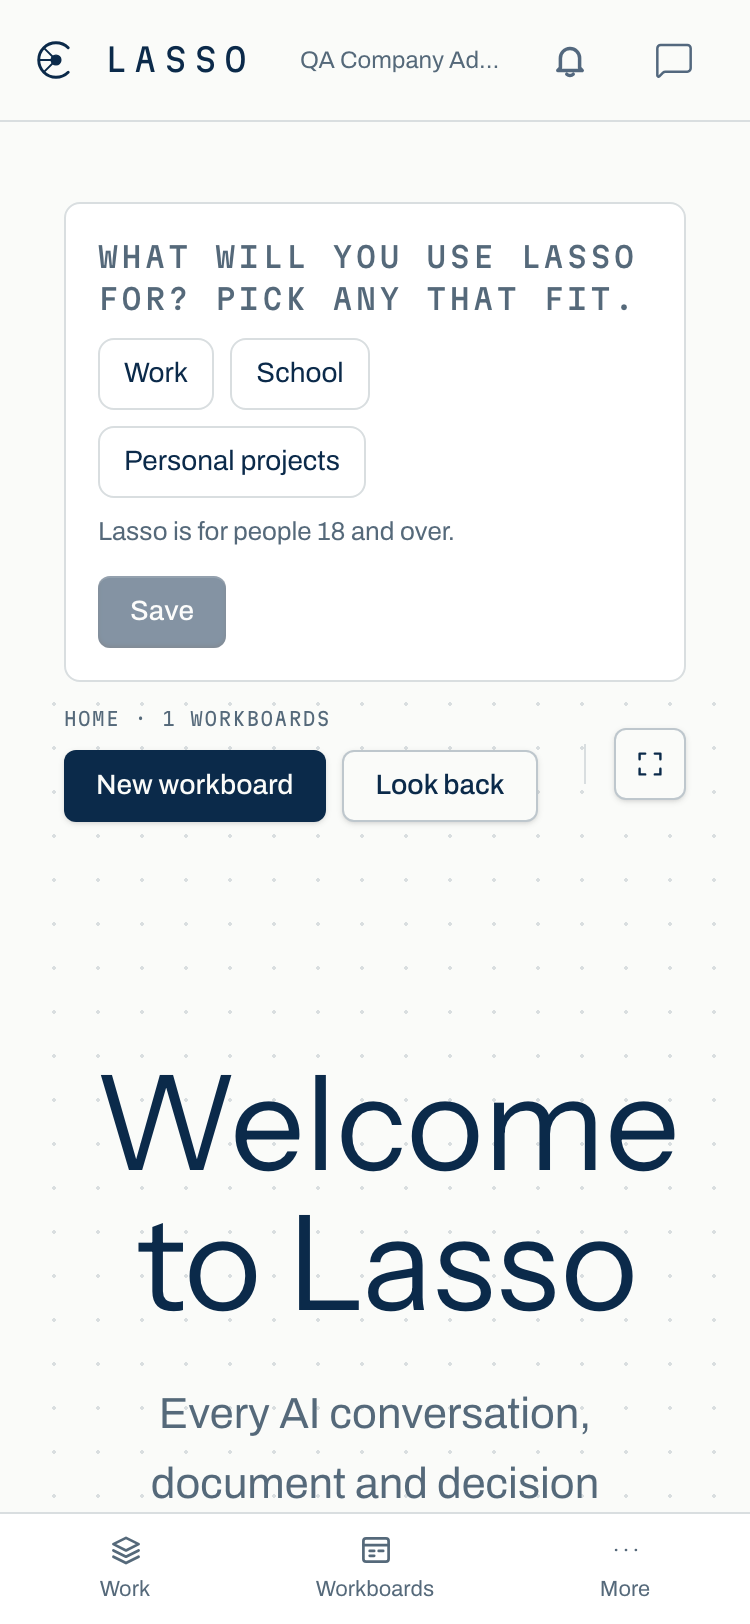 LASSO
QA Company Ad...
WHAT WILL YOU USE LASSO
FOR? PICK ANY THAT FIT.
Work
School
Personal projects
Lasso is for people 18 and over.
Save
HOME · 1 WORKBOARDS
New workboard
Look back
Welcome
to Lasso
Every AI conversation,
document and decision
Work
Workboards
More